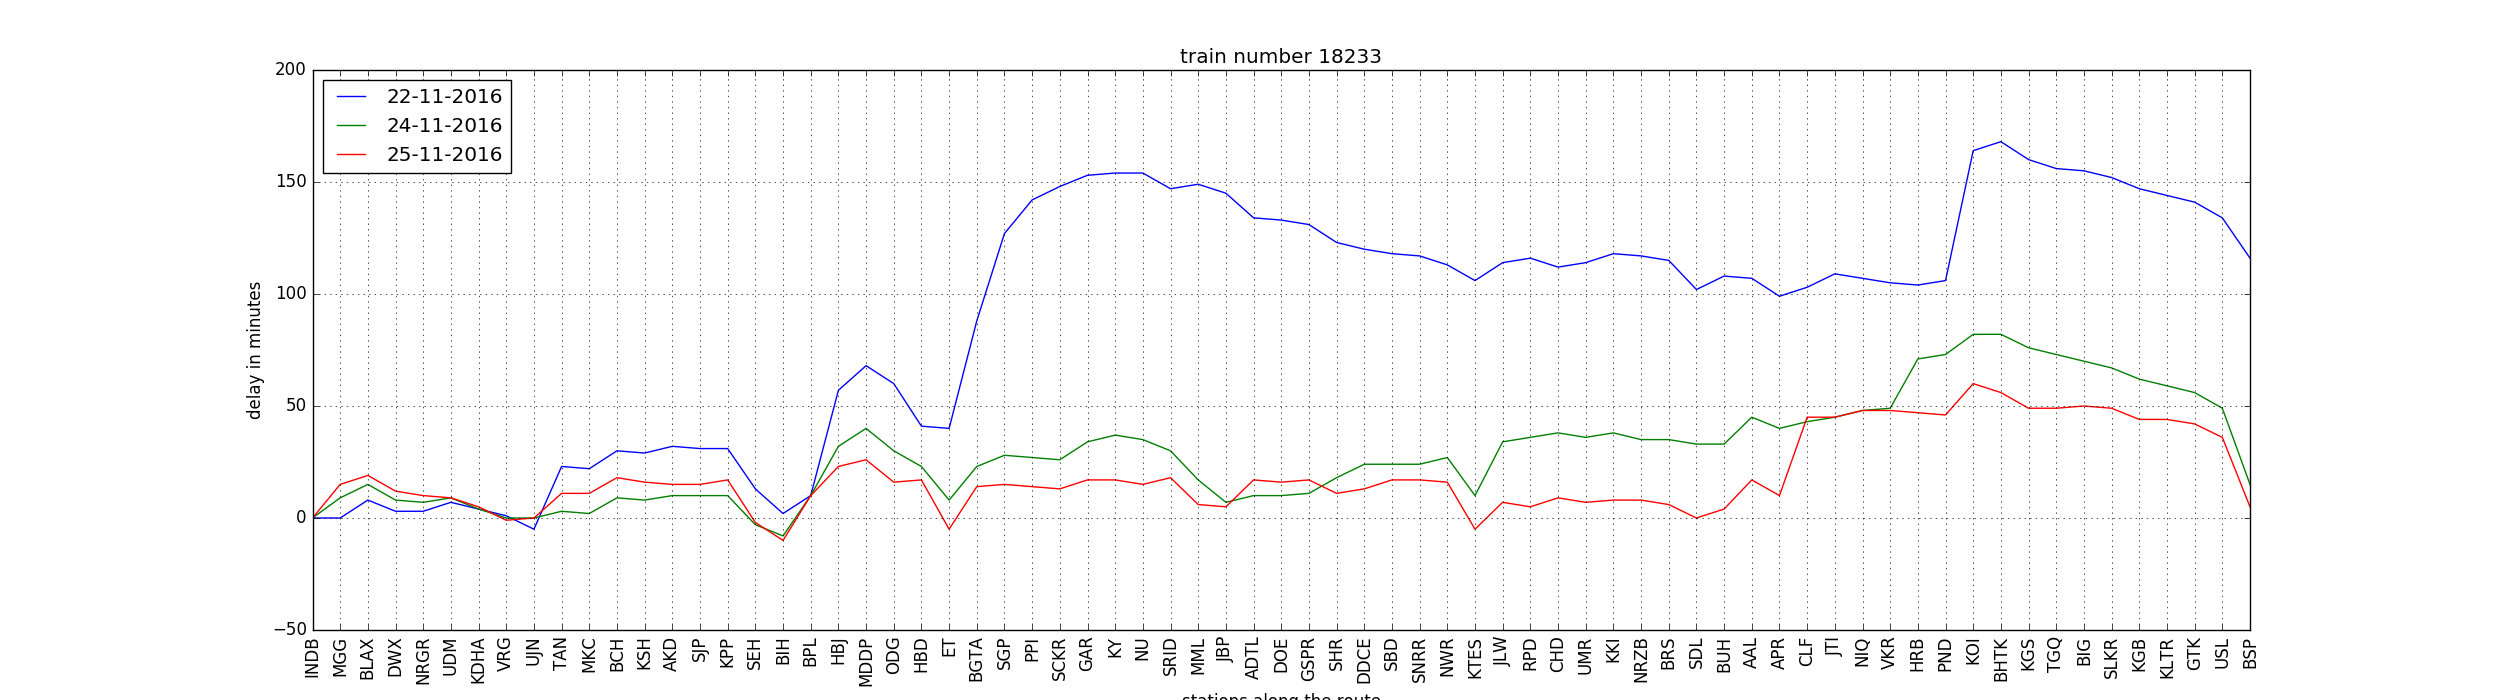 train number 18233
22-11-2016
24-11-2016
25-11-2016
200
150
100
50
0
−50
delay in minutes
INDB MGG BLAX DWX NRGR UDM KDHA VRG UJN TAN MKC BCH KSH AKD SJP KPP SEH BIH BPL HBJ MDDP ODG HBD ET BGTA SGP PPI SCKR GAR KY NU SRID MML JBP ADTL DOE GSPR SHR DDCE SBD SNRR NWR KTES JLW RPD CHD UMR KKI NRZB BRS SDL BUH AAL APR CLF JTI NIQ VKR HRB PND KOI BHTK KGS TGQ BIG SLKR KGB KLTR GTK USL BSP
stations along the route